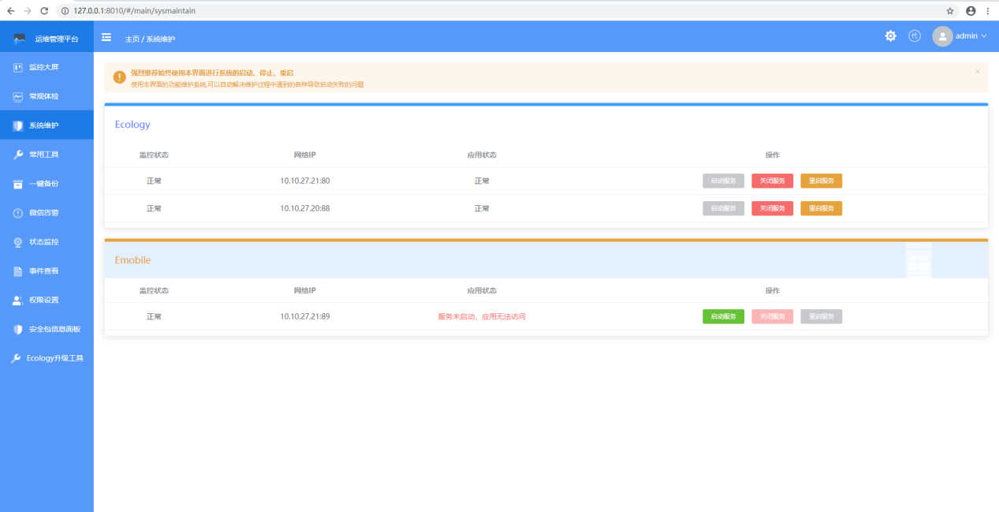 127.0.0.1:8010/#/main/sysmaintain
运维管理平台
主页 / 系统维护
代
admin
监控大屏
常规体检
系统维护
常用工具
一键备份
微信告警
状态监控
事件查看
权限设置
安全包信息面板
Ecology升级工具
强烈推荐始终使用本界面进行系统的启动、停止、重启
使用本界面的功能维护系统,可以自动解决维护过程中遇到的各种导致启动失败的问题
Ecology
监控状态 网络IP 应用状态 操作
正常 10.10.27.21:80 正常 启动服务 关闭服务 重启服务
正常 10.10.27.20:88 正常 启动服务 关闭服务 重启服务
Emobile
监控状态 网络IP 应用状态 操作
正常 10.10.27.21:89 服务未启动，应用无法访问 启动服务 关闭服务 重启服务